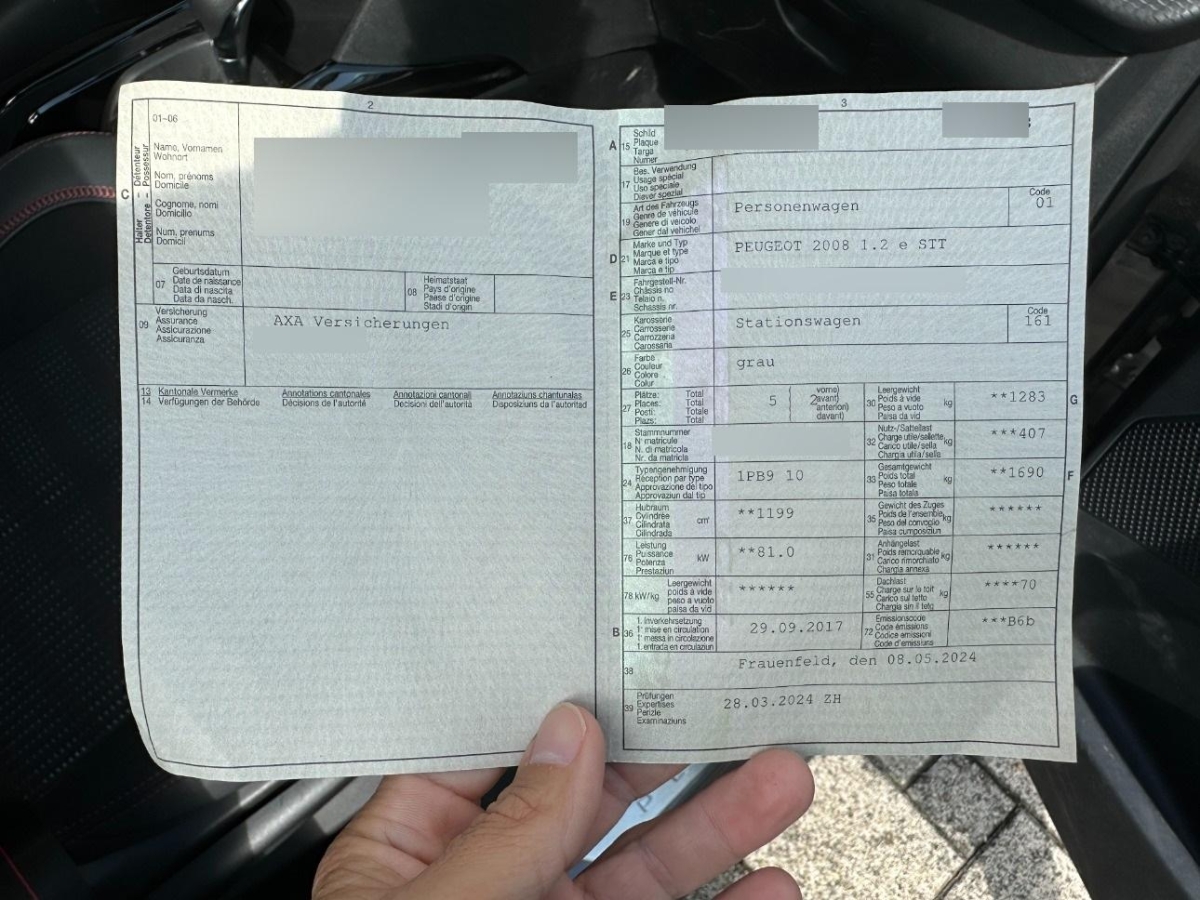 2
01-06
C
Halter - Détenteur
Detentore - Possessur
Name, Vornamen
Wohnort
Nom, prénoms
Domicile
Cognome, nomi
Domicilio
Num, prenums
Domicil
07
Geburtsdatum
Date de naissance
Data di nascita
Data da nasch.
08
Heimatstaat
Pays d'origine
Paese d'origine
Stadi d'origin
09
Versicherung
Assurance
Assicurazione
Assicuranza
AXA Versicherungen
13 Kantonale Vermerke Annotations cantonales Annotazioni cantonali Annotaziuns chantunalas
14 Verfügungen der Behörde Décisions de l'autorité Decisioni dell'autorità Disposiziuns da l'autoritad
3
A
15
Schild
Plaque
Targa
Numer
17
Bes. Verwendung
Usage spécial
Uso speciale
Diever spezial
19
Art des Fahrzeugs
Genre de véhicule
Genere di veicolo
Gener dal vehichel
Personenwagen
Code
01
D
21
Marke und Typ
Marque et type
Marca e tipo
Marca e tip
PEUGEOT 2008 1.2 e STT
E
23
Fahrgestell-Nr.
Châssis no
Telaio n.
Schassis nr.
25
Karosserie
Carrosserie
Carrozzeria
Carossaria
Stationswagen
Code
161
26
Farbe
Couleur
Colore
Colur
grau
27
Plätze: Total
Places: Total
Posti: Totale
Plazs: Total
5 ( 2
vorne)
avant)
anteriori)
davant)
30
Leergewicht
Poids à vide
Peso a vuoto
Paisa da vid
kg
**1283
G
18
Stammnummer
N° matricule
N. di matricola
Nr. da matricla
32
Nutz-/Sattellast
Charge utile/sellette
Carico utile/sella
Chargia utila/sella
kg
***407
24
Typengenehmigung
Réception par type
Approvazione del tipo
Approvaziun dal tip
1PB9 10
33
Gesamtgewicht
Poids total
Peso totale
Paisa totala
kg
**1690
F
37
Hubraum
Cylindrée
Cilindrata
Cilindrada
cm³
**1199
35
Gewicht des Zuges
Poids de l'ensemble
Peso del convoglio
Paisa cumposiziun
kg
******
76
Leistung
Puissance
Potenza
Prestaziun
kW
**81.0
31
Anhängelast
Poids remorquable
Carico rimorchiato
Chargia annexa
kg
******
78 kW/kg
Leergewicht
poids à vide
peso a vuoto
paisa da vid
******
55
Dachlast
Charge sur le toit
Carico sul tetto
Chargia sin il tetg
kg
****70
B
36
1. Inverkehrsetzung
1ʳᵉ mise en circulation
1ª messa in circolazione
1. entrada en circulaziun
29.09.2017
72
Emissionscode
Code émissions
Codice emissioni
Code d'emissiuns
***B6b
38
Frauenfeld, den 08.05.2024
39
Prüfungen
Expertises
Perizie
Examinaziuns
28.03.2024 ZH